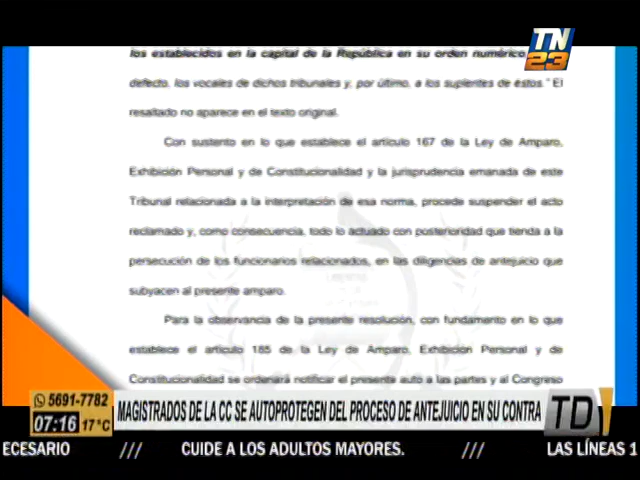 TN
23
los establecidos en la capital de la República en su orden numérico
defecto, los vocales de dichos tribunales y, por último, a los suplentes de éstos." El
resaltado no aparece en el texto original.
Con sustento en lo que establece el artículo 167 de la Ley de Amparo,
Exhibición Personal y de Constitucionalidad y la jurisprudencia emanada de este
Tribunal relacionada a la interpretación de esa norma, procede suspender el acto
reclamado y, como consecuencia, todo lo actuado con posterioridad que tienda a la
persecución de los funcionarios relacionados, en las diligencias de antejuicio que
subyacen al presente amparo.
Para la observancia de la presente resolución, con fundamento en lo que
establece el artículo 185 de la Ley de Amparo, Exhibición Personal y de
Constitucionalidad se ordenará notificar el presente auto a las partes y al Congreso
5691-7782
07:16 17°C
MAGISTRADOS DE LA CC SE AUTOPROTEGEN DEL PROCESO DE ANTEJUICIO EN SU CONTRA
TD
ECESARIO /// CUIDE A LOS ADULTOS MAYORES. /// LAS LÍNEAS 1